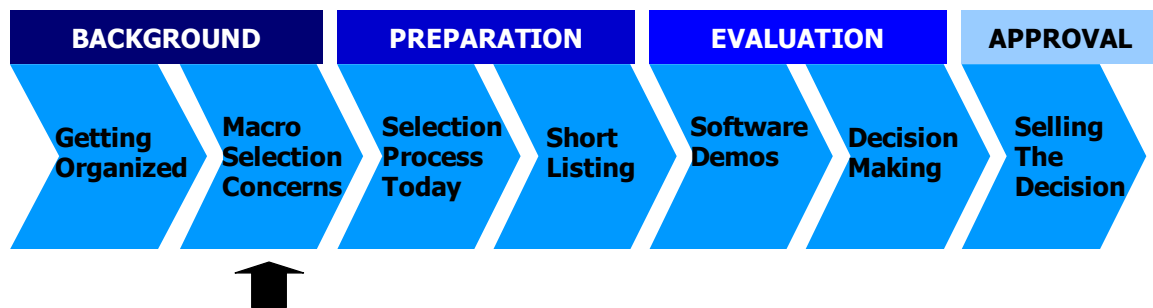 BACKGROUND
PREPARATION
EVALUATION
APPROVAL
Getting
Organized
Macro
Selection
Concerns
Selection
Process
Today
Short
Listing
Software
Demos
Decision
Making
Selling
The
Decision